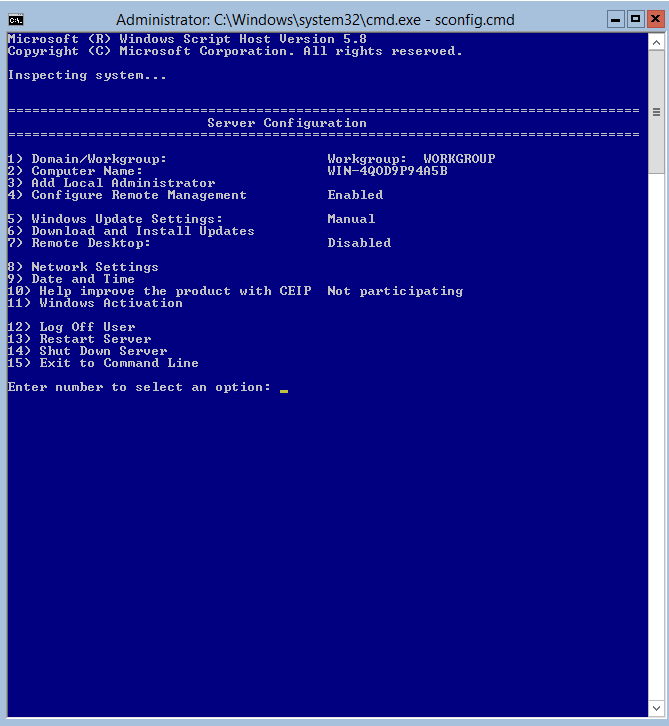 Administrator: C:\Windows\system32\cmd.exe - sconfig.cmd
Microsoft (R) Windows Script Host Version 5.8
Copyright (C) Microsoft Corporation. All rights reserved.
Inspecting system...
===============================================================================
Server Configuration
===============================================================================
1) Domain/Workgroup: Workgroup: WORKGROUP
2) Computer Name: WIN-4QOD9P94A5B
3) Add Local Administrator
4) Configure Remote Management Enabled
5) Windows Update Settings: Manual
6) Download and Install Updates
7) Remote Desktop: Disabled
8) Network Settings
9) Date and Time
10) Help improve the product with CEIP Not participating
11) Windows Activation
12) Log Off User
13) Restart Server
14) Shut Down Server
15) Exit to Command Line
Enter number to select an option: _